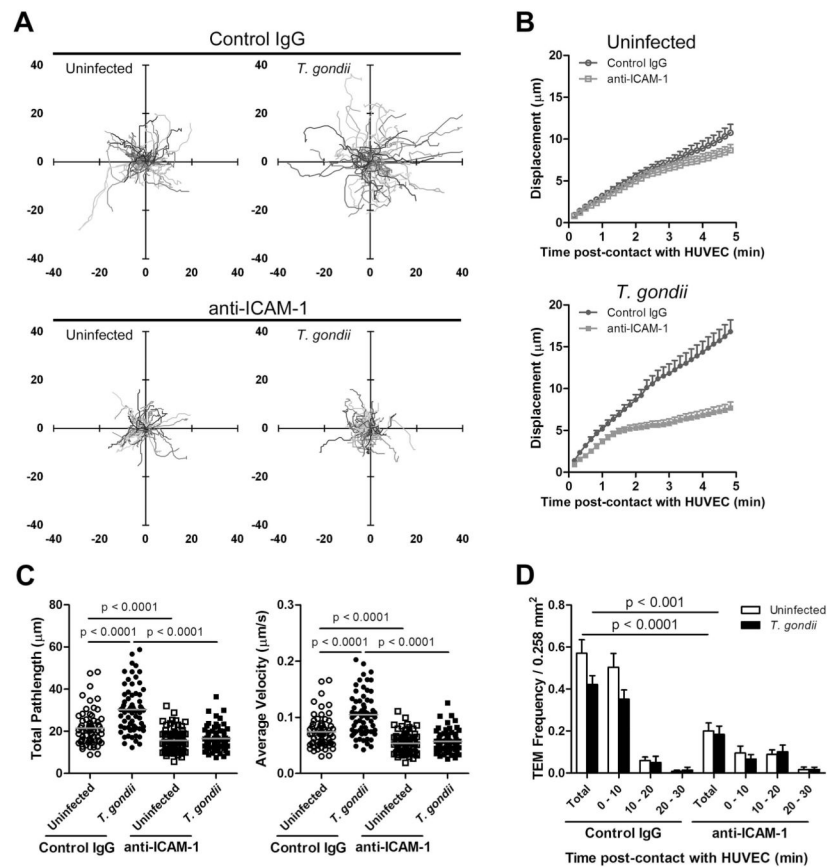 A
Control IgG
Uninfected
T. gondii
40
20
0
-20
-40
-40 -20 0 20 40
40
20
0
-20
-40
-40 -20 0 20 40
anti-ICAM-1
Uninfected
T. gondii
40
20
0
-20
-40
-40 -20 0 20 40
40
20
0
-20
-40
-20 0 20 40
B
Uninfected
Control IgG
anti-ICAM-1
Displacement (μm)
20
15
10
5
0
0 1 2 3 4 5
Time post-contact with HUVEC (min)
T. gondii
Control IgG
anti-ICAM-1
Displacement (μm)
20
15
10
5
0
0 1 2 3 4 5
Time post-contact with HUVEC (min)
C
Total Pathlength (μm)
80
60
40
20
0
p < 0.0001
p < 0.0001
p < 0.0001
Uninfected
T. gondii
Uninfected
T. gondii
Control IgG
anti-ICAM-1
Average Velocity (μm/s)
0.3
0.2
0.1
0.0
p < 0.0001
p < 0.0001
p < 0.0001
Uninfected
T. gondii
Uninfected
T. gondii
Control IgG
anti-ICAM-1
D
TEM Frequency / 0.258 mm²
0.8
0.6
0.4
0.2
0
p < 0.001
p < 0.0001
Uninfected
T. gondii
Total
0 - 10
10 - 20
20 - 30
Total
0 - 10
10 - 20
20 - 30
Control IgG
anti-ICAM-1
Time post-contact with HUVEC (min)